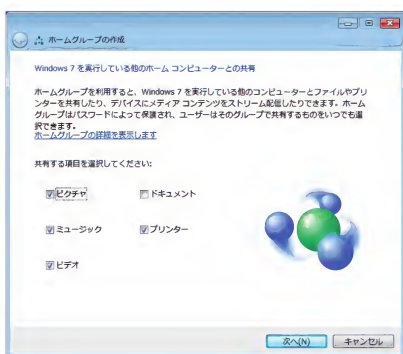 ホームグループの作成
Windows 7 を実行している他のホーム コンピューターとの共有
ホームグループを利用すると、Windows 7 を実行している他のコンピューターとファイルやプリ
ンターを共有したり、デバイスにメディア コンテンツをストリーム配信したりできます。ホーム
グループはパスワードによって保護され、ユーザーはそのグループで共有するものをいつでも選
択できます。
ホームグループの詳細を表示します
共有する項目を選択してください:
ピクチャ ドキュメント
ミュージック プリンター
ビデオ
次へ(N) キャンセル